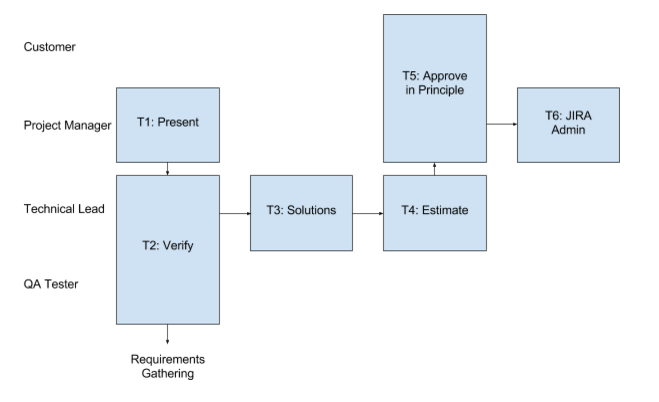 Customer
T5: Approve
in Principle
Project Manager
T1: Present
T6: JIRA
Admin
Technical Lead
T3: Solutions
T4: Estimate
T2: Verify
QA Tester
Requirements
Gathering